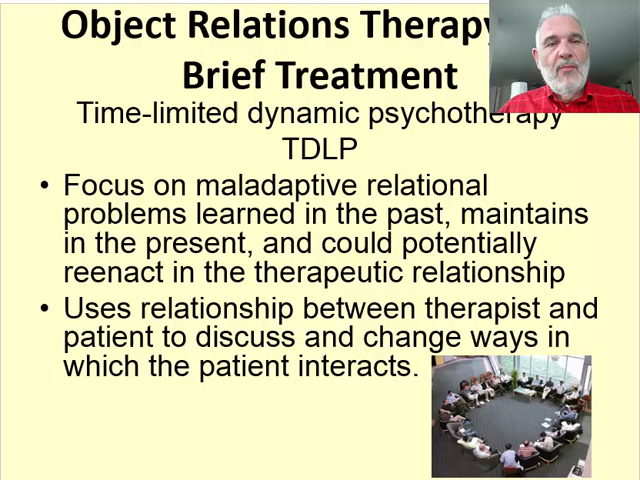 Object Relations Therapy
Brief Treatment
Time-limited dynamic psychotherapy
TDLP
• Focus on maladaptive relational
problems learned in the past, maintains
in the present, and could potentially
reenact in the therapeutic relationship
• Uses relationship between therapist and
patient to discuss and change ways in
which the patient interacts.